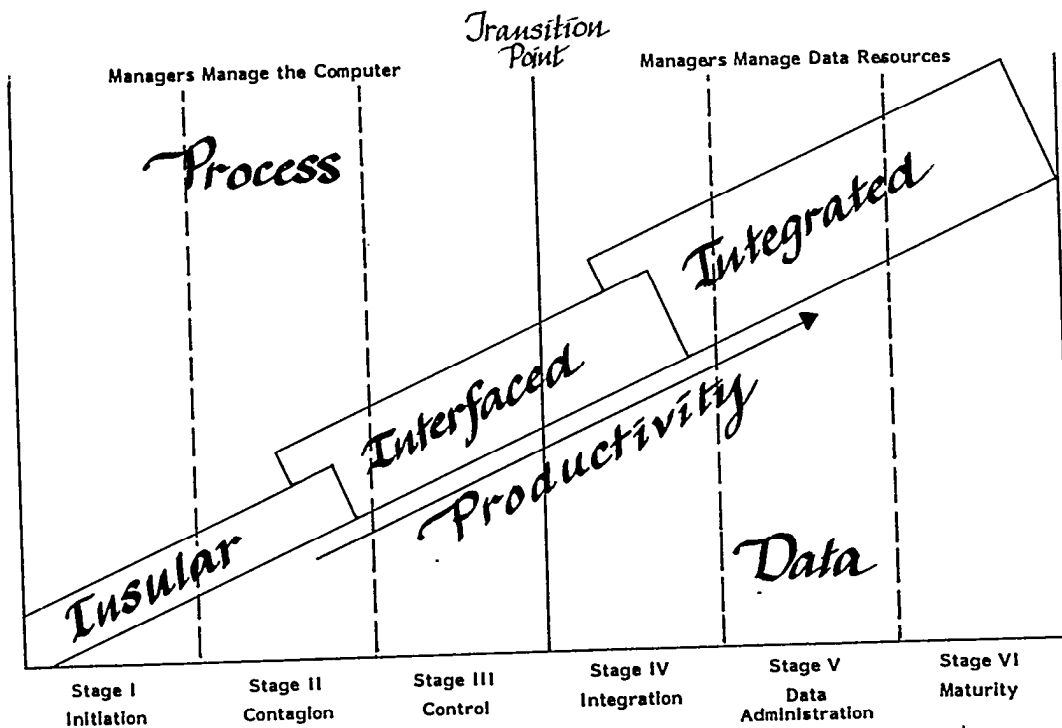 Transition
Point
Managers Manage the Computer
Managers Manage Data Resources
Process
Integrated
Interfaced
Productivity
Insular
Data
Stage I
Initiation
Stage II
Contagion
Stage III
Control
Stage IV
Integration
Stage V
Data
Administration
Stage VI
Maturity